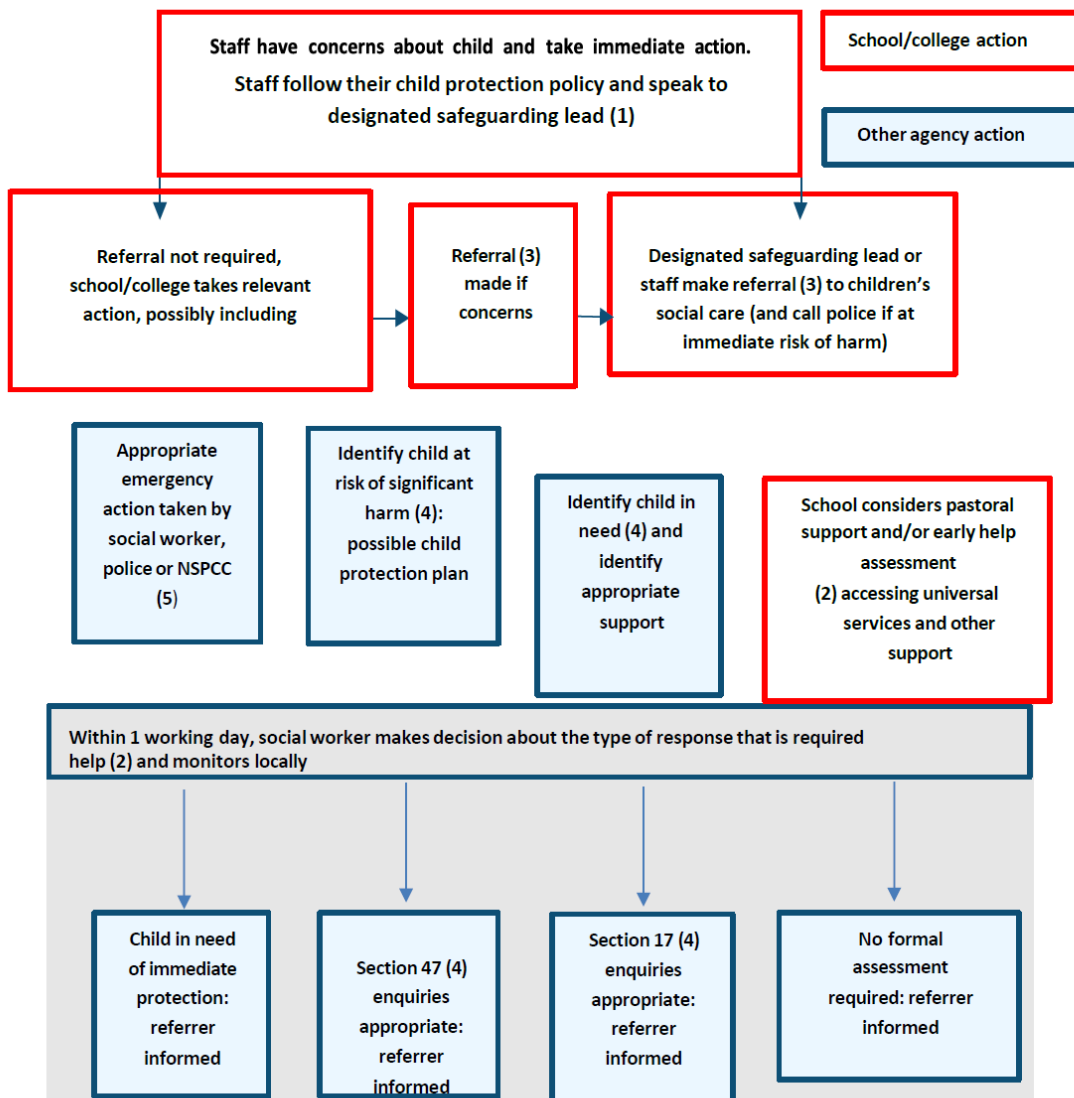 Staff have concerns about child and take immediate action.
Staff follow their child protection policy and speak to
designated safeguarding lead (1)
School/college action
Other agency action
Referral not required,
school/college takes relevant
action, possibly including
Referral (3)
made if
concerns
Designated safeguarding lead or
staff make referral (3) to children’s
social care (and call police if at
immediate risk of harm)
Appropriate
emergency
action taken by
social worker,
police or NSPCC
(5)
Identify child at
risk of significant
harm (4):
possible child
protection plan
Identify child in
need (4) and
identify
appropriate
support
School considers pastoral
support and/or early help
assessment
(2) accessing universal
services and other
support
Within 1 working day, social worker makes decision about the type of response that is required
help (2) and monitors locally
Child in need
of immediate
protection:
referrer
informed
Section 47 (4)
enquiries
appropriate:
referrer
informed
Section 17 (4)
enquiries
appropriate:
referrer
informed
No formal
assessment
required: referrer
informed